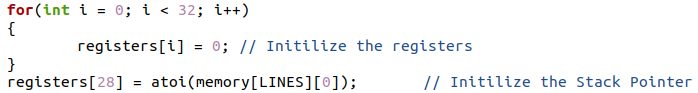 for(int i = 0; i < 32; i++)
{
        registers[i] = 0; // Initilize the registers
}
registers[28] = atoi(memory[LINES][0]);        // Initilize the Stack Pointer